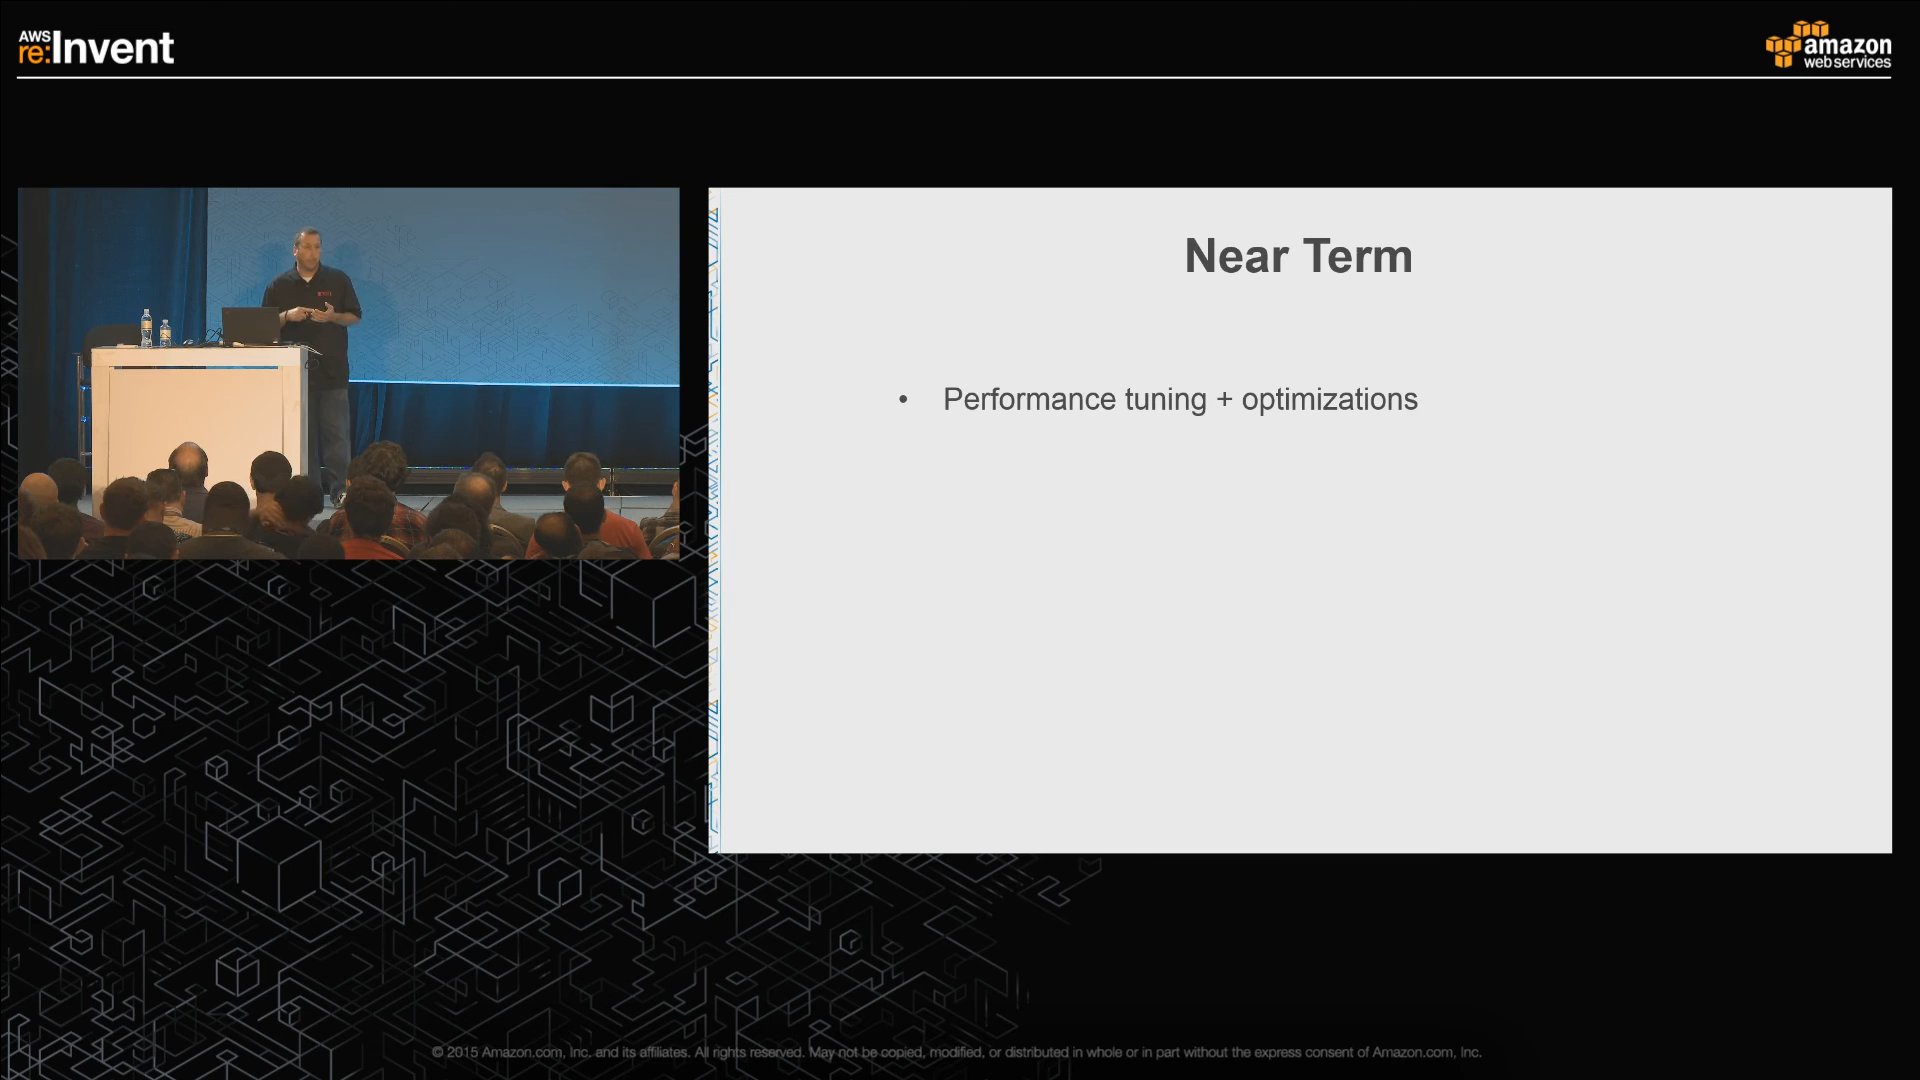 AWS
re:Invent
amazon
web services
Near Term
• Performance tuning + optimizations
© 2015 Amazon.com, Inc. and its affiliates. All rights reserved. May not be copied, modified, or distributed in whole or in part without the express consent of Amazon.com, Inc.